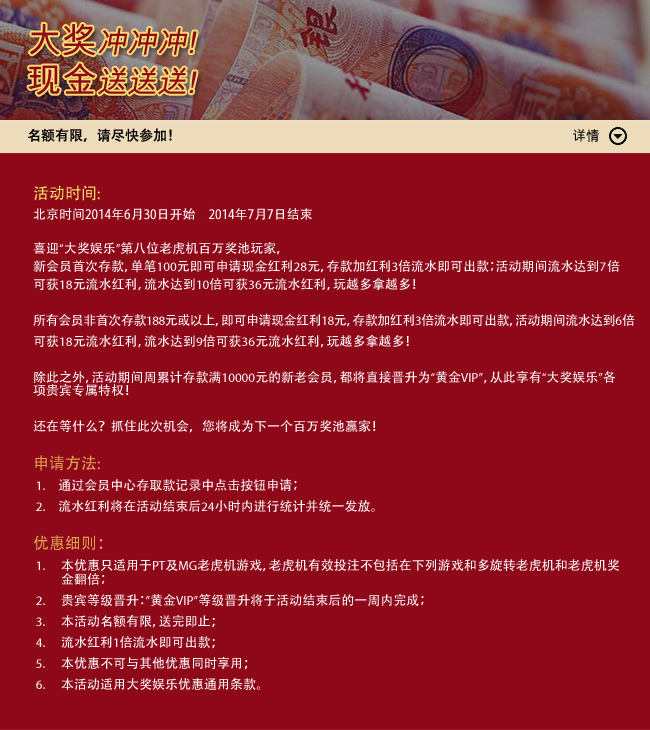 大奖冲冲冲!
现金送送送!
名额有限，请尽快参加!
详情
活动时间:
北京时间2014年6月30日开始 2014年7月7日结束
喜迎“大奖娱乐”第八位老虎机百万奖池玩家,
新会员首次存款, 单笔100元即可申请现金红利28元, 存款加红利3倍流水即可出款；活动期间流水达到7倍
可获18元流水红利, 流水达到10倍可获36元流水红利, 玩越多拿越多!
所有会员非首次存款188元或以上, 即可申请现金红利18元, 存款加红利3倍流水即可出款, 活动期间流水达到6倍
可获18元流水红利, 流水达到9倍可获36元流水红利, 玩越多拿越多!
除此之外, 活动期间周累计存款满10000元的新老会员, 都将直接晋升为“黄金VIP”, 从此享有“大奖娱乐”各
项贵宾专属特权!
还在等什么？抓住此次机会，您将成为下一个百万奖池赢家!
申请方法:
1. 通过会员中心存取款记录中点击按钮申请；
2. 流水红利将在活动结束后24小时内进行统计并统一发放。
优惠细则：
1. 本优惠只适用于PT及MG老虎机游戏, 老虎机有效投注不包括在下列游戏和多旋转老虎机和老虎机奖
金翻倍；
2. 贵宾等级晋升：”黄金VIP”等级晋升将于活动结束后的一周内完成；
3. 本活动名额有限, 送完即止；
4. 流水红利1倍流水即可出款；
5. 本优惠不可与其他优惠同时享用；
6. 本活动适用大奖娱乐优惠通用条款。